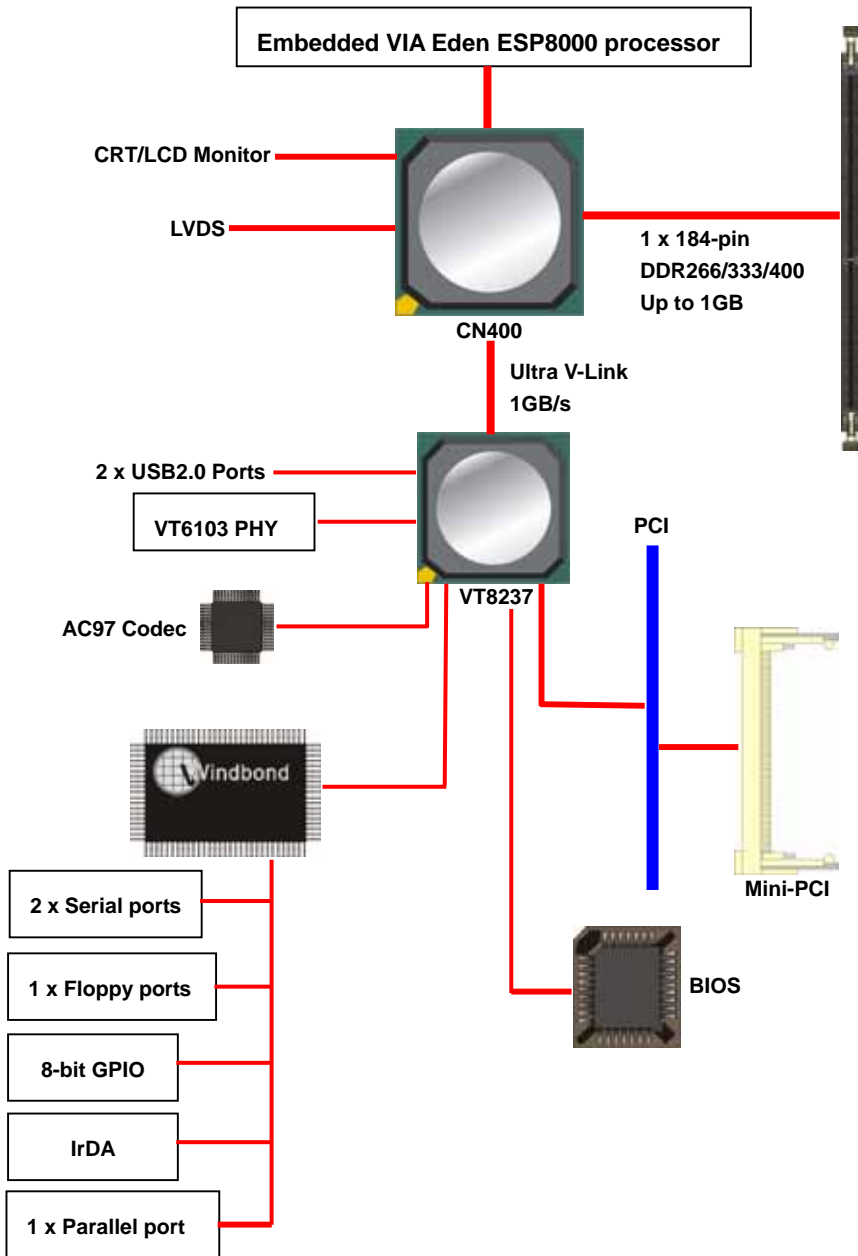 Embedded VIA Eden ESP8000 processor
CRT/LCD Monitor
LVDS
1 x 184-pin
DDR266/333/400
Up to 1GB
CN400
Ultra V-Link
1GB/s
2 x USB2.0 Ports
VT6103 PHY
PCI
VT8237
AC97 Codec
Windbond
Mini-PCI
2 x Serial ports
1 x Floppy ports
BIOS
8-bit GPIO
IrDA
1 x Parallel port